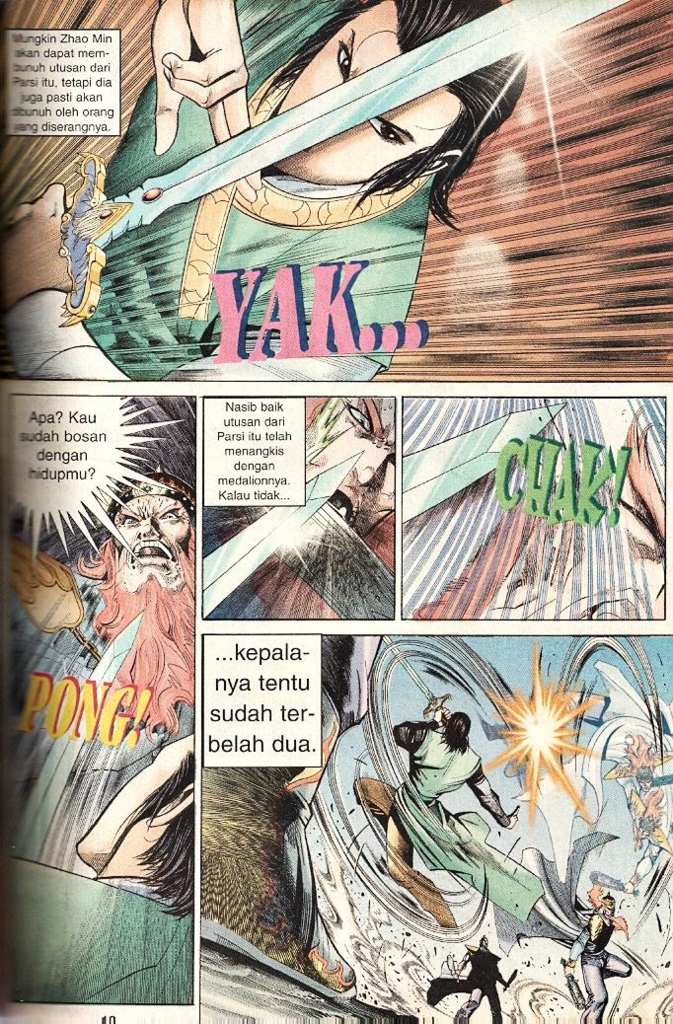 Mungkin Zhao Min
akan dapat mem-
bunuh utusan dari
Parsi itu, tetapi dia
juga pasti akan
dibunuh oleh orang
yang diserangnya.
YAK...
Apa? Kau
sudah bosan
dengan
hidupmu?
PONG!
Nasib baik
utusan dari
Parsi itu telah
menangkis
dengan
medalionnya.
Kalau tidak...
CHAK!
...kepala-
nya tentu
sudah ter-
belah dua.